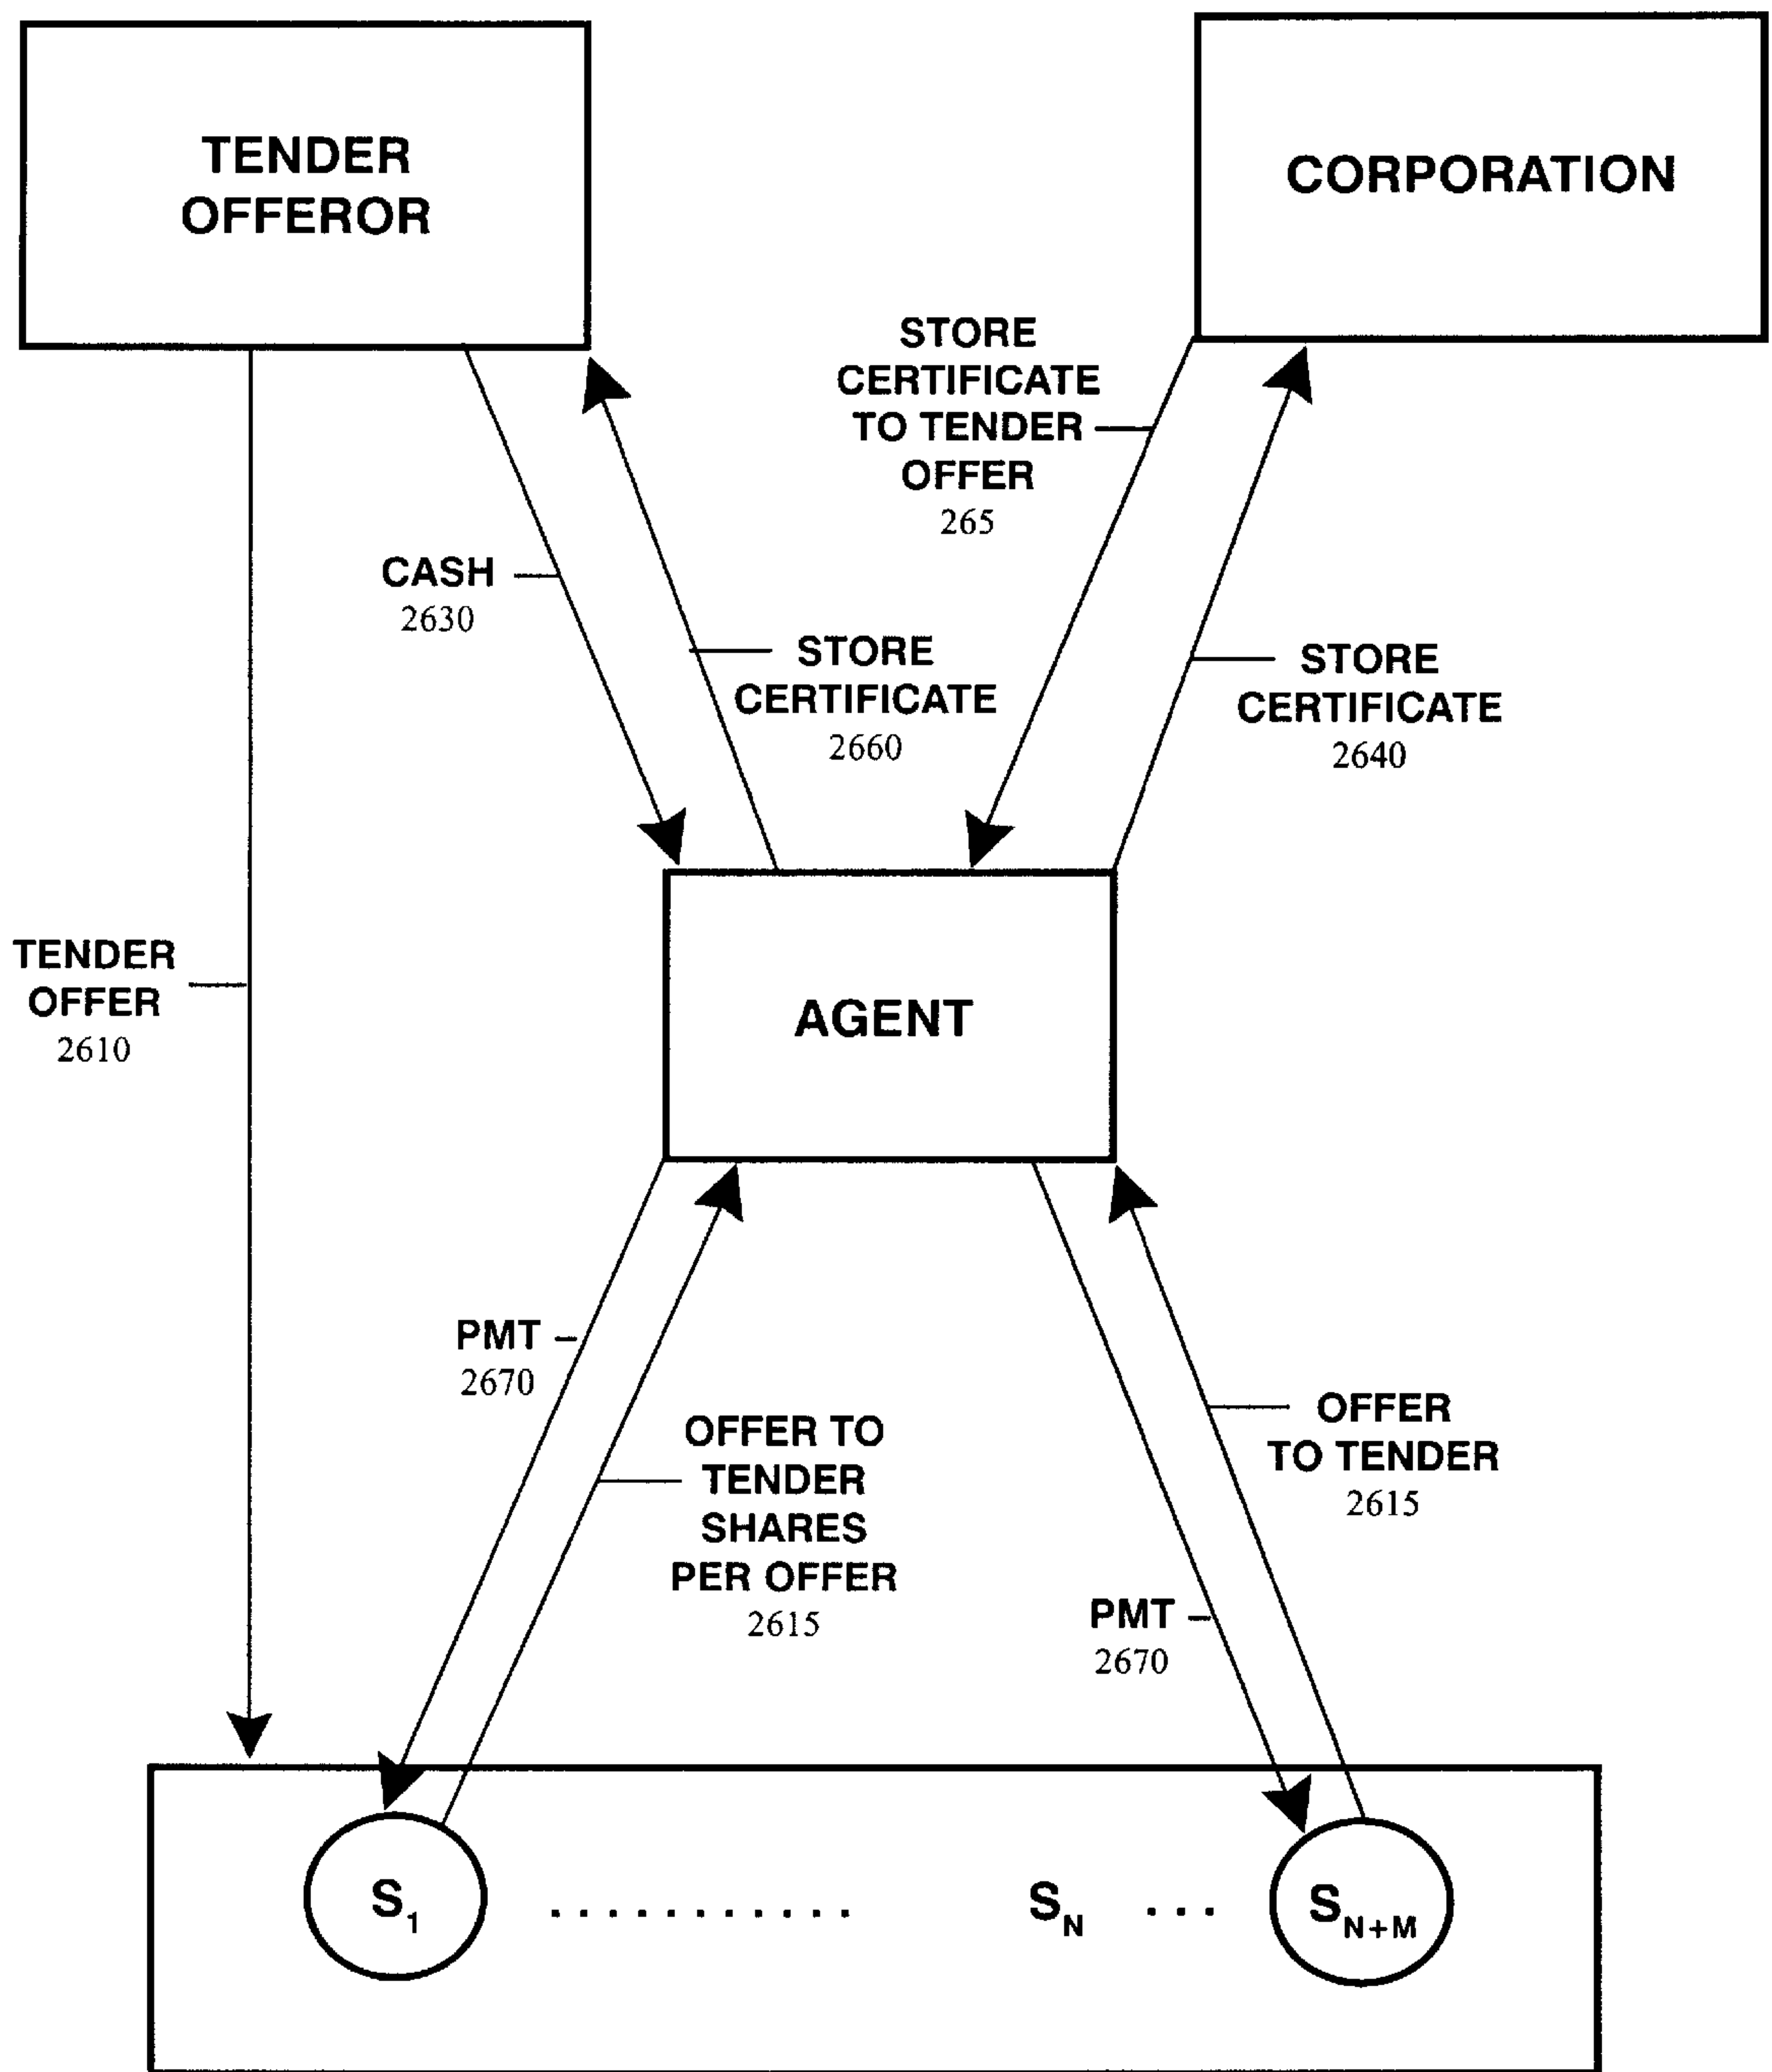 TENDER
OFFEROR
CORPORATION
STORE
CERTIFICATE
TO TENDER
OFFER
265
CASH
2630
STORE
CERTIFICATE
2660
STORE
CERTIFICATE
2640
TENDER
OFFER
2610
AGENT
PMT
2670
OFFER TO
TENDER
SHARES
PER OFFER
2615
OFFER
TO TENDER
2615
PMT
2670
S1 ............ SN ... SN+M